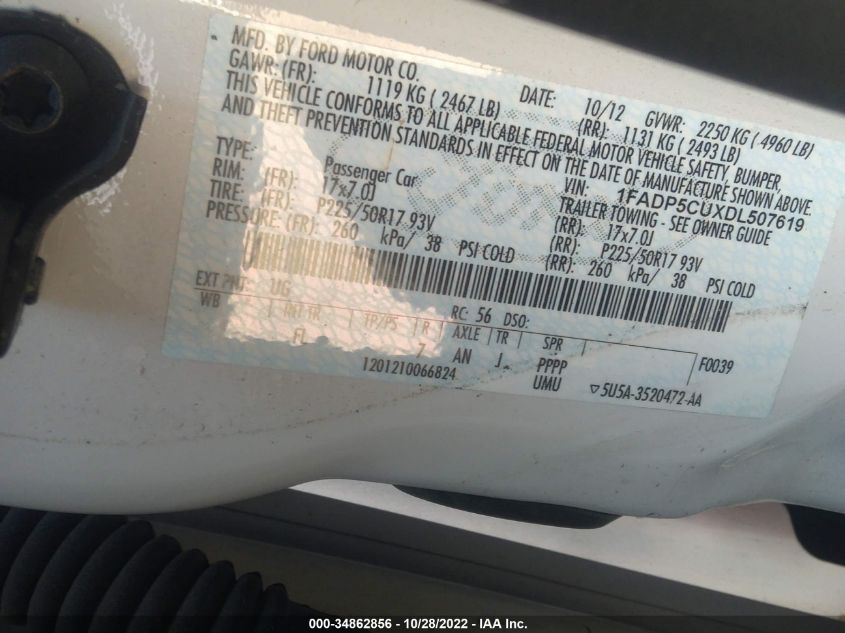 MFD. BY FORD MOTOR CO.
DATE: 10/12 GVWR: 2250 KG ( 4960 LB)
GAWR: (FR): 1119 KG ( 2467 LB) (RR): 1131 KG ( 2493 LB)
THIS VEHICLE CONFORMS TO ALL APPLICABLE FEDERAL MOTOR VEHICLE SAFETY, BUMPER,
AND THEFT PREVENTION STANDARDS IN EFFECT ON THE DATE OF MANUFACTURE SHOWN ABOVE.
VIN: 1FADP5CUXDL507619
TYPE: Passenger Car TRAILER TOWING - SEE OWNER GUIDE
RIM: (FR): 17x7.0J (RR): 17x7.0J
TIRE: (FR): P225/50R17 93V (RR): P225/50R17 93V
PRESSURE: (FR): 260 kPa/ 38 PSI COLD (RR): 260 kPa/ 38 PSI COLD
EXT PNT: UG RC: 56 DSO:
WB INT TR TP/PS R AXLE TR SPR
FL 7 AN J PPPP F0039
1201210066824 UMU ▽5U5A-3520472-AA
000-34862856 - 10/28/2022 - IAA Inc.